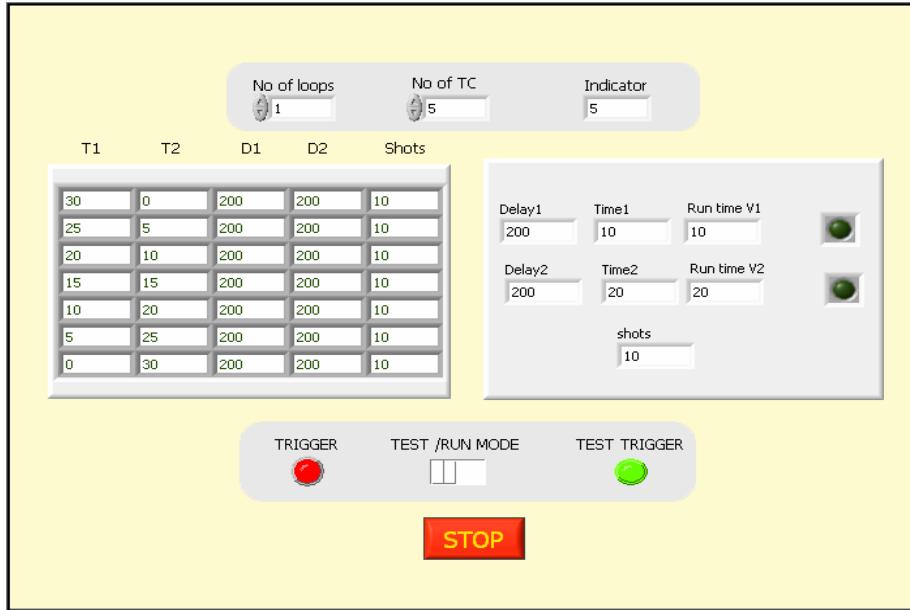 No of loops No of TC Indicator
1 5 5
T1 T2 D1 D2 Shots
30 0 200 200 10
25 5 200 200 10
20 10 200 200 10
15 15 200 200 10
10 20 200 200 10
5 25 200 200 10
0 30 200 200 10
Delay1 Time1 Run time V1
200 10 10
Delay2 Time2 Run time V2
200 20 20
shots
10
TRIGGER TEST /RUN MODE TEST TRIGGER
STOP